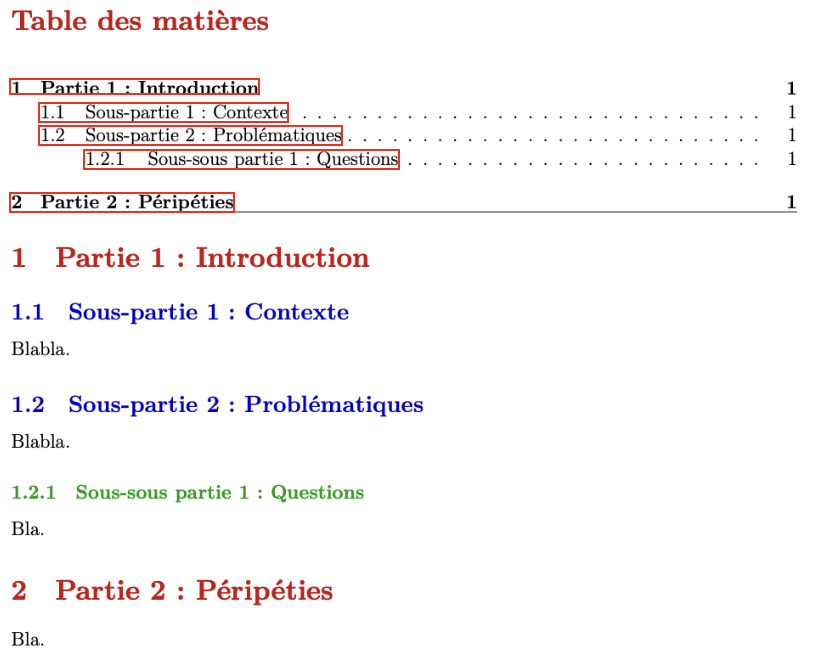 Table des matières
1 Partie 1 : Introduction 1
1.1 Sous-partie 1 : Contexte . . . . . . . . . . . . . . . . . . . . . . . . . . . . . . . 1
1.2 Sous-partie 2 : Problématiques . . . . . . . . . . . . . . . . . . . . . . . . . . . . 1
1.2.1 Sous-sous partie 1 : Questions . . . . . . . . . . . . . . . . . . . . . . . . 1
2 Partie 2 : Péripéties 1
1 Partie 1 : Introduction
1.1 Sous-partie 1 : Contexte
Blabla.
1.2 Sous-partie 2 : Problématiques
Blabla.
1.2.1 Sous-sous partie 1 : Questions
Bla.
2 Partie 2 : Péripéties
Bla.